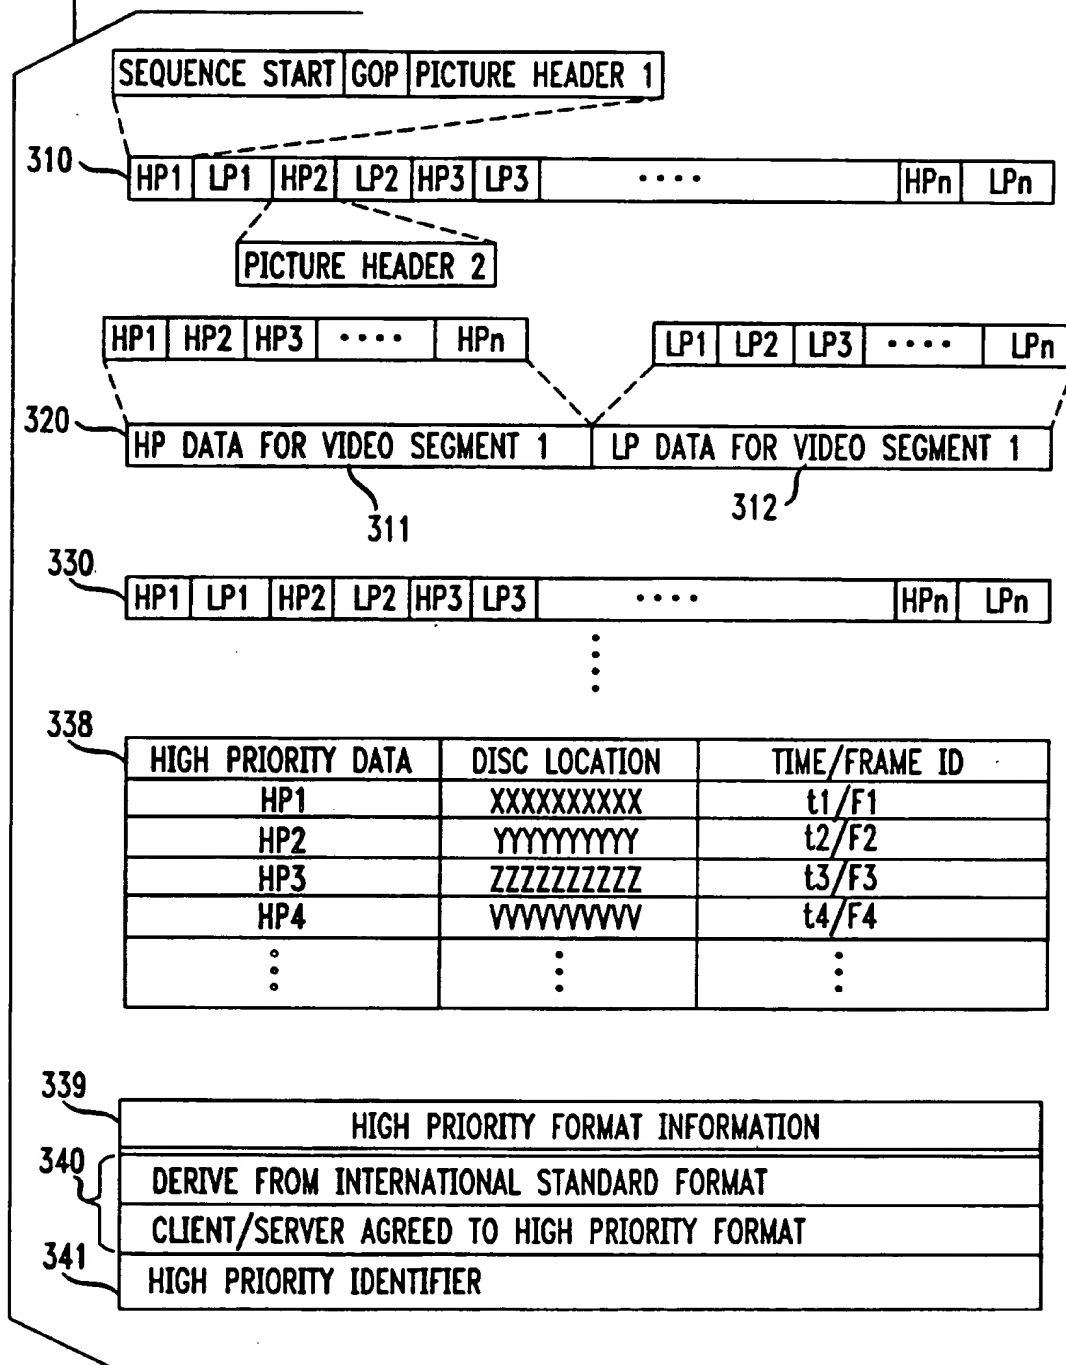 SEQUENCE START GOP PICTURE HEADER 1
310 HP1 LP1 HP2 LP2 HP3 LP3 .... HPn LPn
PICTURE HEADER 2
HP1 HP2 HP3 .... HPn LP1 LP2 LP3 .... LPn
320 HP DATA FOR VIDEO SEGMENT 1 LP DATA FOR VIDEO SEGMENT 1
311 312
330
HP1 LP1 HP2 LP2 HP3 LP3 .... HPn LPn
338
HIGH PRIORITY DATA DISC LOCATION TIME/FRAME ID
HP1 XXXXXXXXXX t1/F1
HP2 YYYYYYYYYY t2/F2
HP3 ZZZZZZZZZZ t3/F3
HP4 VVVVVVVVVV t4/F4
339
HIGH PRIORITY FORMAT INFORMATION
340
DERIVE FROM INTERNATIONAL STANDARD FORMAT
CLIENT/SERVER AGREED TO HIGH PRIORITY FORMAT
341
HIGH PRIORITY IDENTIFIER